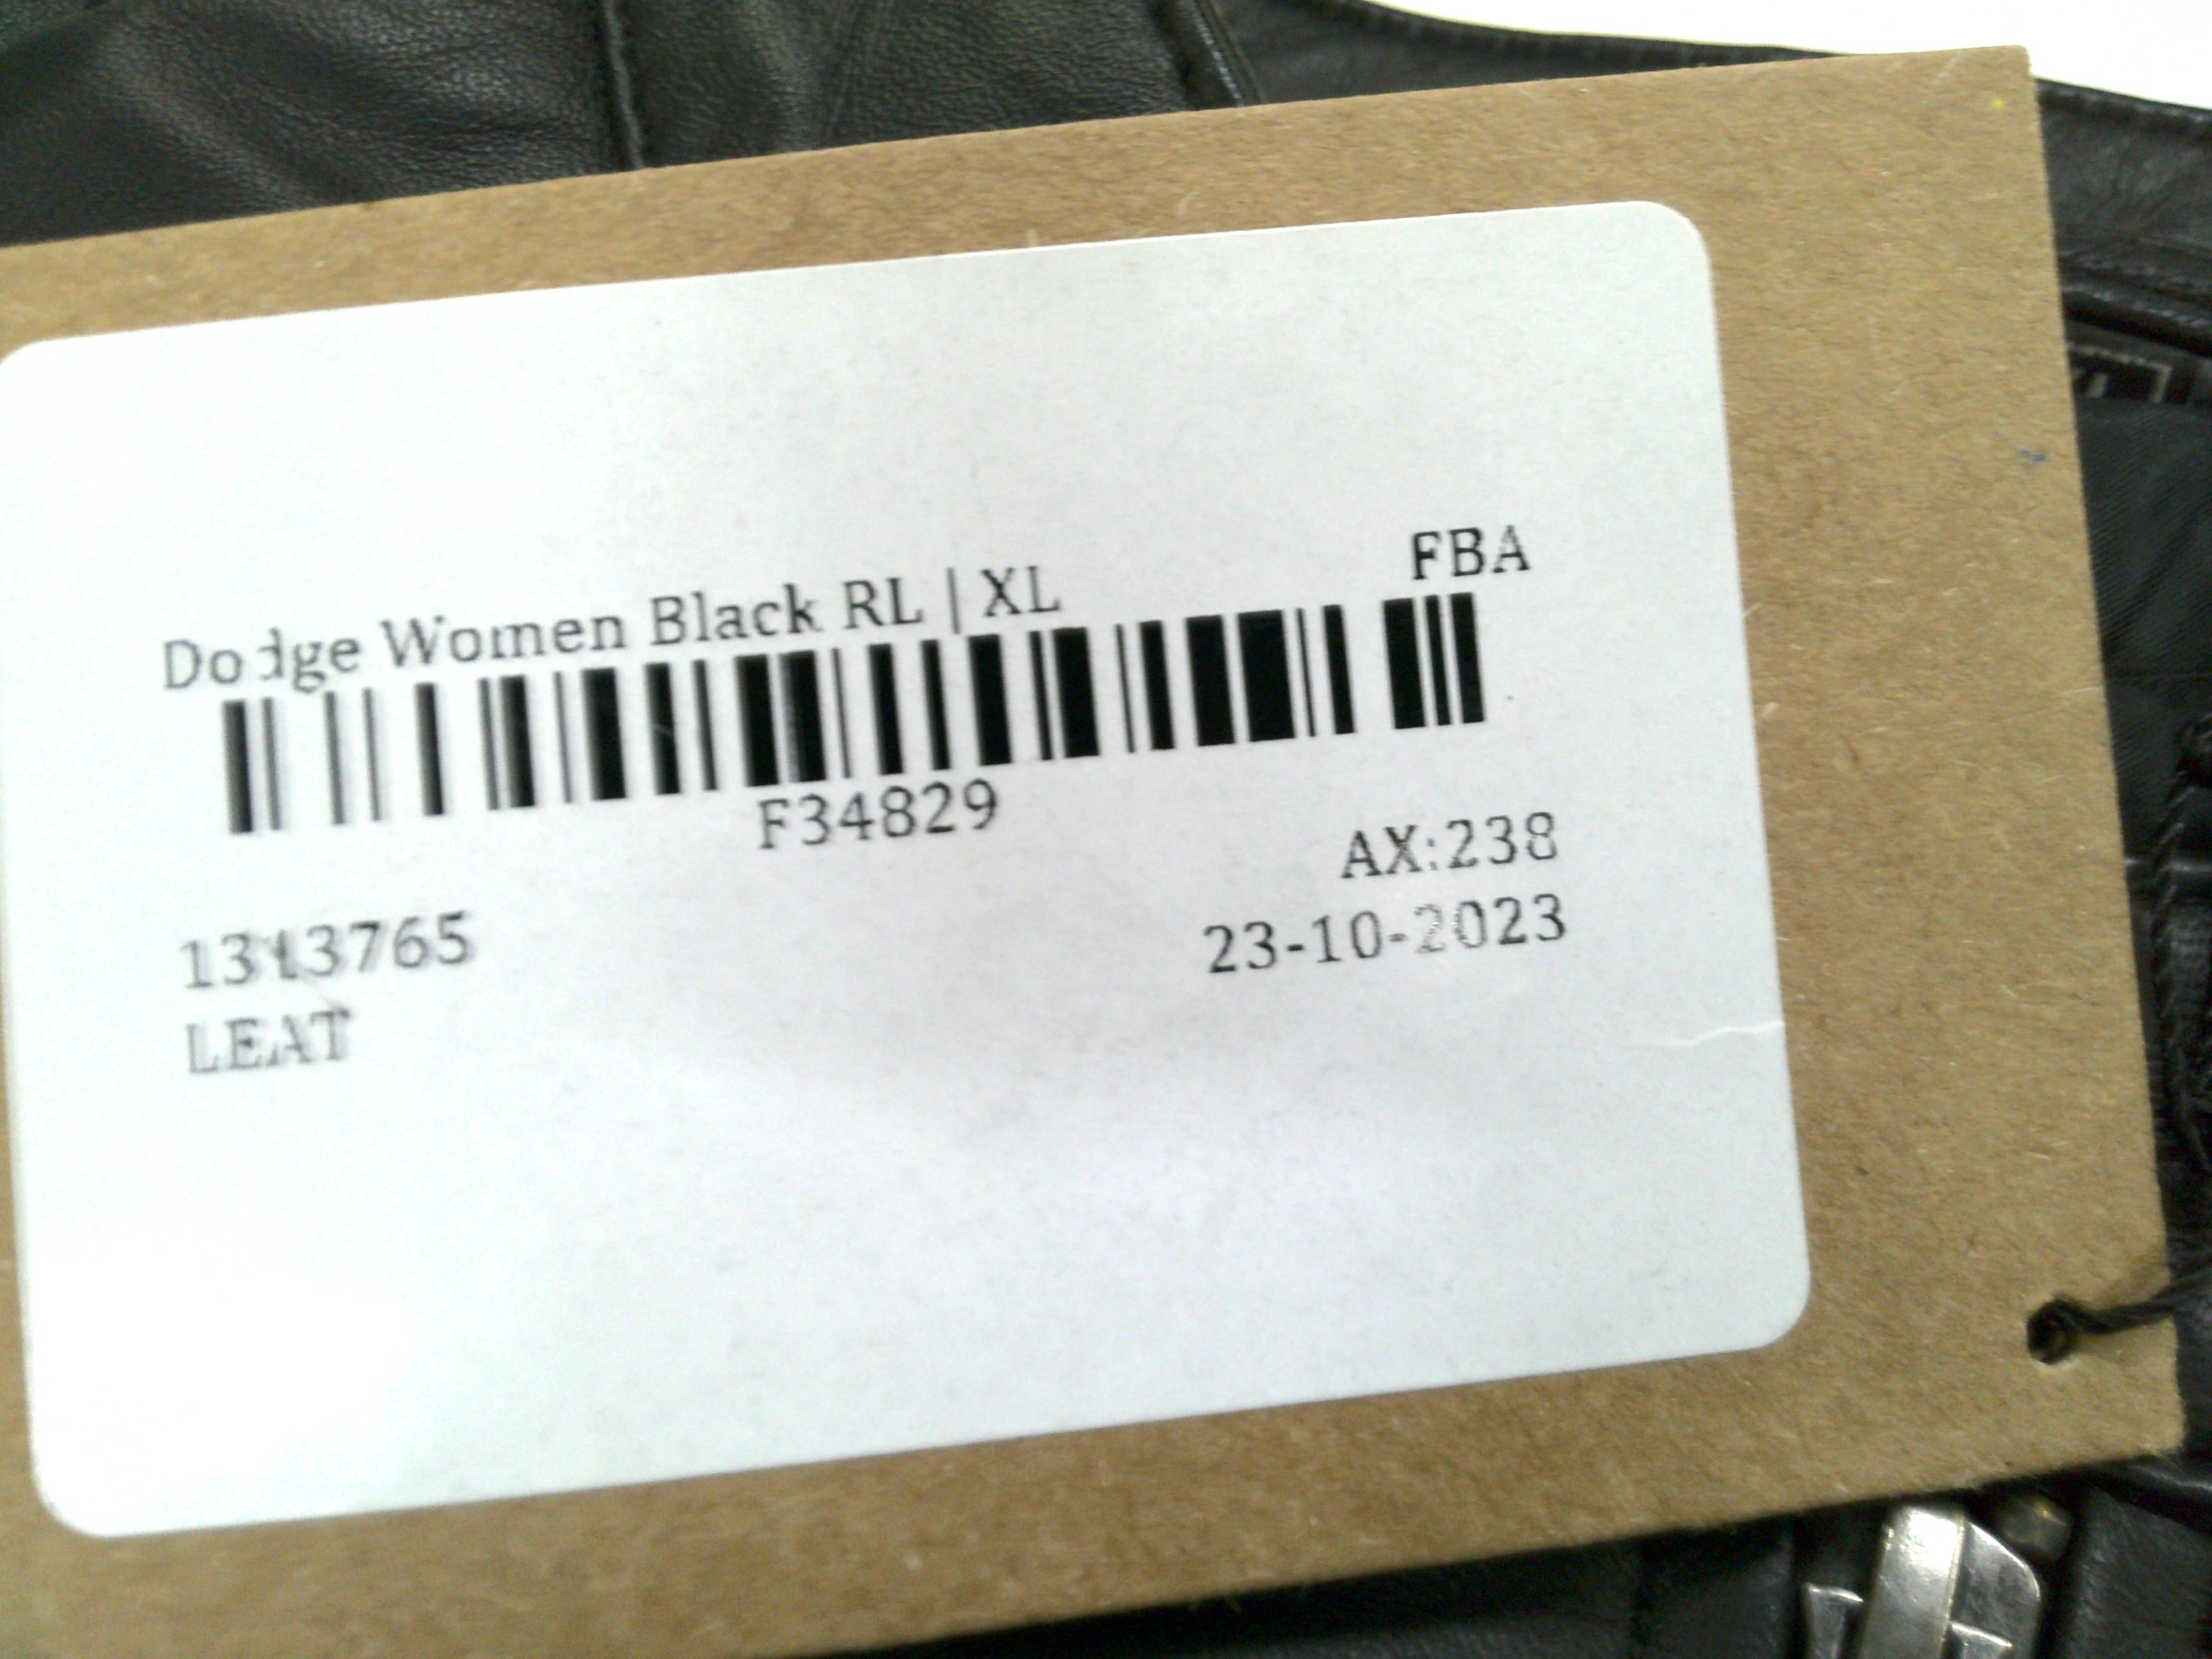 FBA
Dodge Women Black RL | XL
F34829
AX:238
1313765
23-10-2023
LEAT